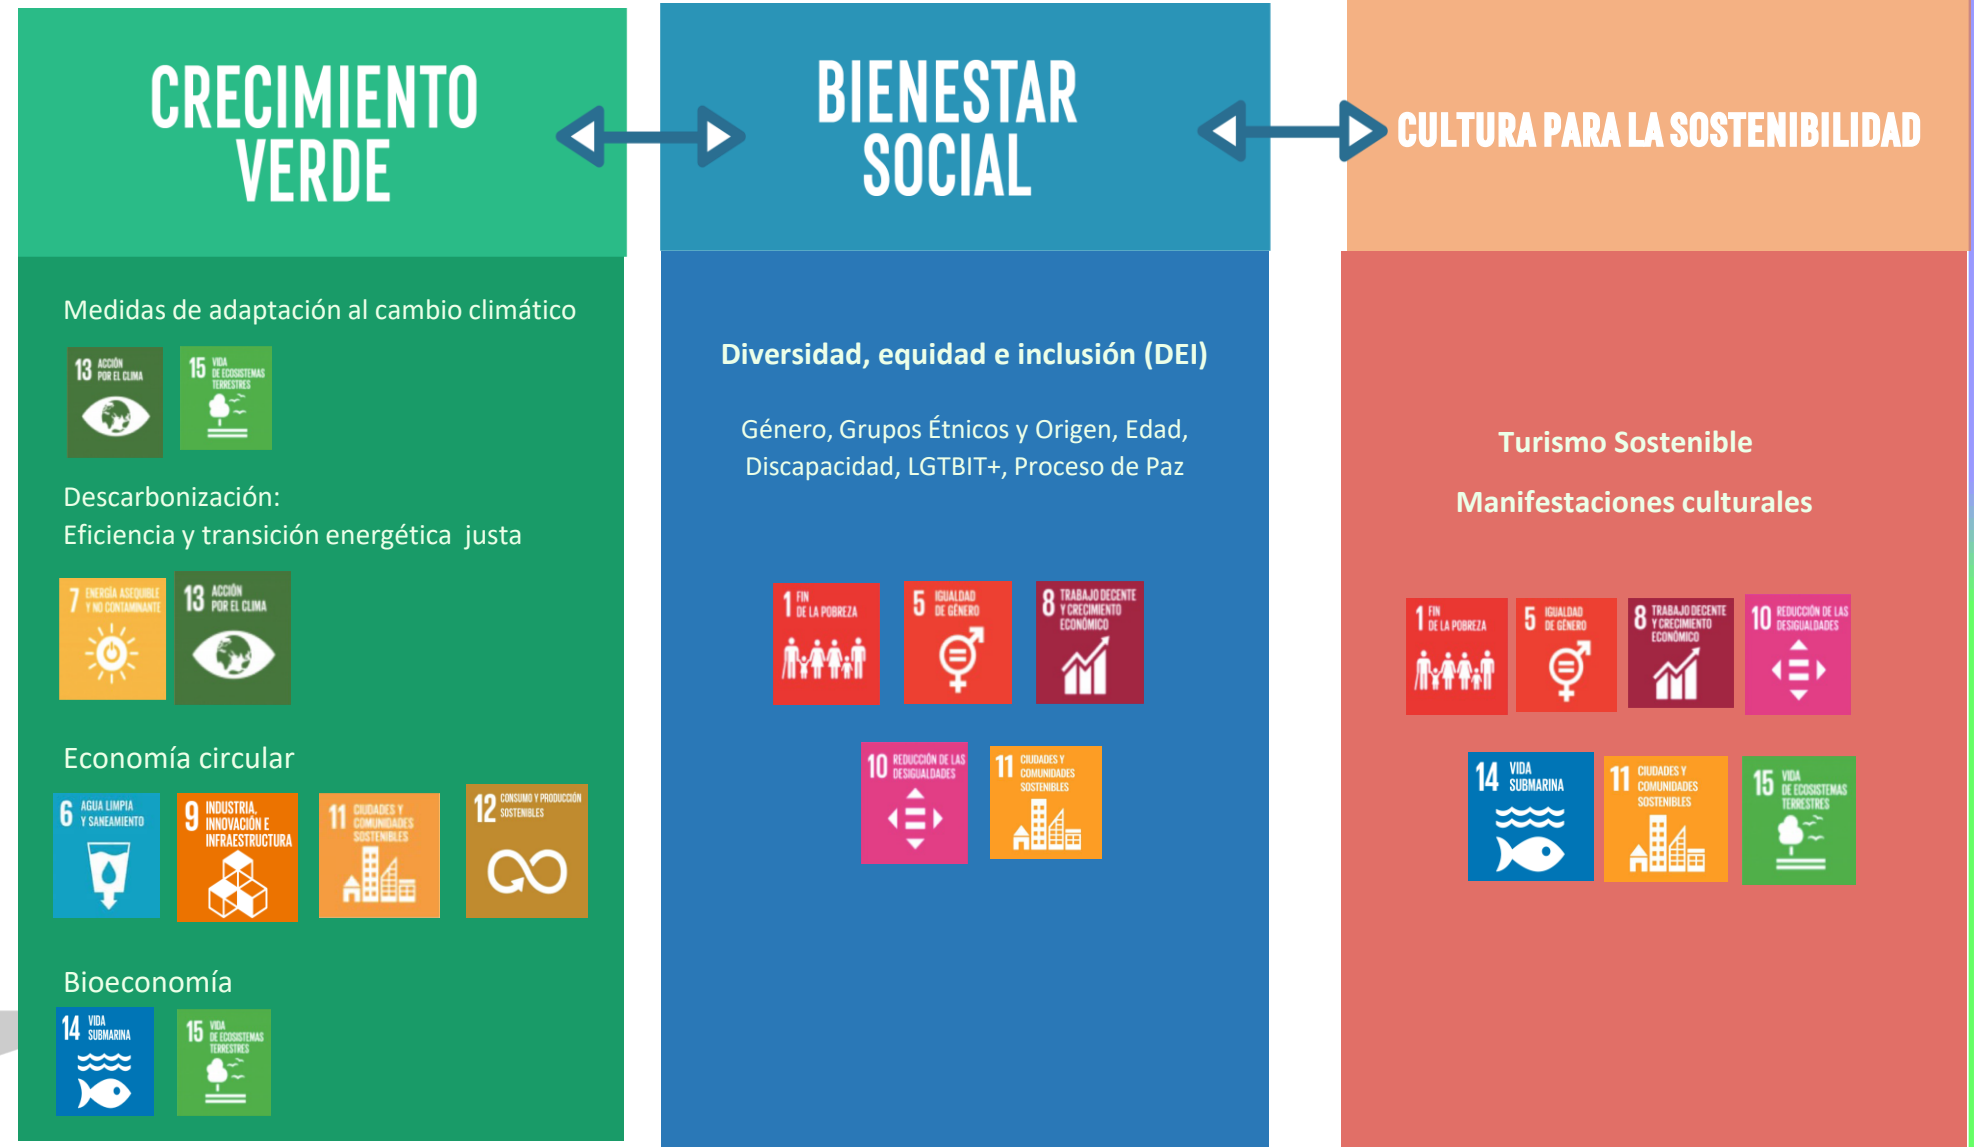 CRECIMIENTO
VERDE
Medidas de adaptación al cambio climático
13 ACCIÓN
POR EL CLIMA
15 VIDA
DE ECOSISTEMAS
TERRESTRES
Descarbonización:
Eficiencia y transición energética justa
7 ENERGÍA ASEQUIBLE
Y NO CONTAMINANTE
13 ACCIÓN
POR EL CLIMA
Economía circular
6 AGUA LIMPIA
Y SANEAMIENTO
9 INDUSTRIA,
INNOVACIÓN E
INFRAESTRUCTURA
11 CIUDADES Y
COMUNIDADES
SOSTENIBLES
12 CONSUMO Y PRODUCCIÓN
SOSTENIBLES
Bioeconomía
14 VIDA
SUBMARINA
15 VIDA
DE ECOSISTEMAS
TERRESTRES
BIENESTAR
SOCIAL
Diversidad, equidad e inclusión (DEI)
Género, Grupos Étnicos y Origen, Edad,
Discapacidad, LGTBIT+, Proceso de Paz
1 FIN
DE LA POBREZA
5 IGUALDAD
DE GÉNERO
8 TRABAJO DECENTE
Y CRECIMIENTO
ECONÓMICO
10 REDUCCIÓN DE LAS
DESIGUALDADES
11 CIUDADES Y
COMUNIDADES
SOSTENIBLES
CULTURA PARA LA SOSTENIBILIDAD
Turismo Sostenible
Manifestaciones culturales
1 FIN
DE LA POBREZA
5 IGUALDAD
DE GÉNERO
8 TRABAJO DECENTE
Y CRECIMIENTO
ECONÓMICO
10 REDUCCIÓN DE LAS
DESIGUALDADES
14 VIDA
SUBMARINA
11 CIUDADES Y
COMUNIDADES
SOSTENIBLES
15 VIDA
DE ECOSISTEMAS
TERRESTRES